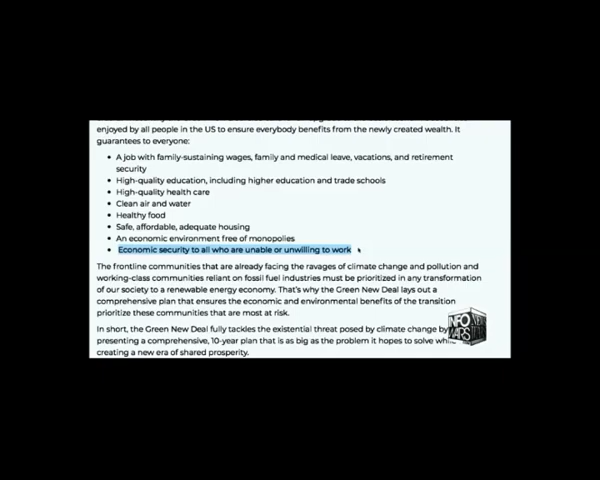 enjoyed by all people in the US to ensure everybody benefits from the newly created wealth. It
guarantees to everyone:
• A job with family-sustaining wages, family and medical leave, vacations, and retirement
security
• High-quality education, including higher education and trade schools
• High-quality health care
• Clean air and water
• Healthy food
• Safe, affordable, adequate housing
• An economic environment free of monopolies
• Economic security to all who are unable or unwilling to work
The frontline communities that are already facing the ravages of climate change and pollution and
working-class communities reliant on fossil fuel industries must be prioritized in any transformation
of our society to a renewable energy economy. That's why the Green New Deal lays out a
comprehensive plan that ensures the economic and environmental benefits of the transition
prioritize these communities that are most at risk.
In short, the Green New Deal fully tackles the existential threat posed by climate change by
presenting a comprehensive, 10-year plan that is as big as the problem it hopes to solve
creating a new era of shared prosperity.
INFO
WARS
.COM